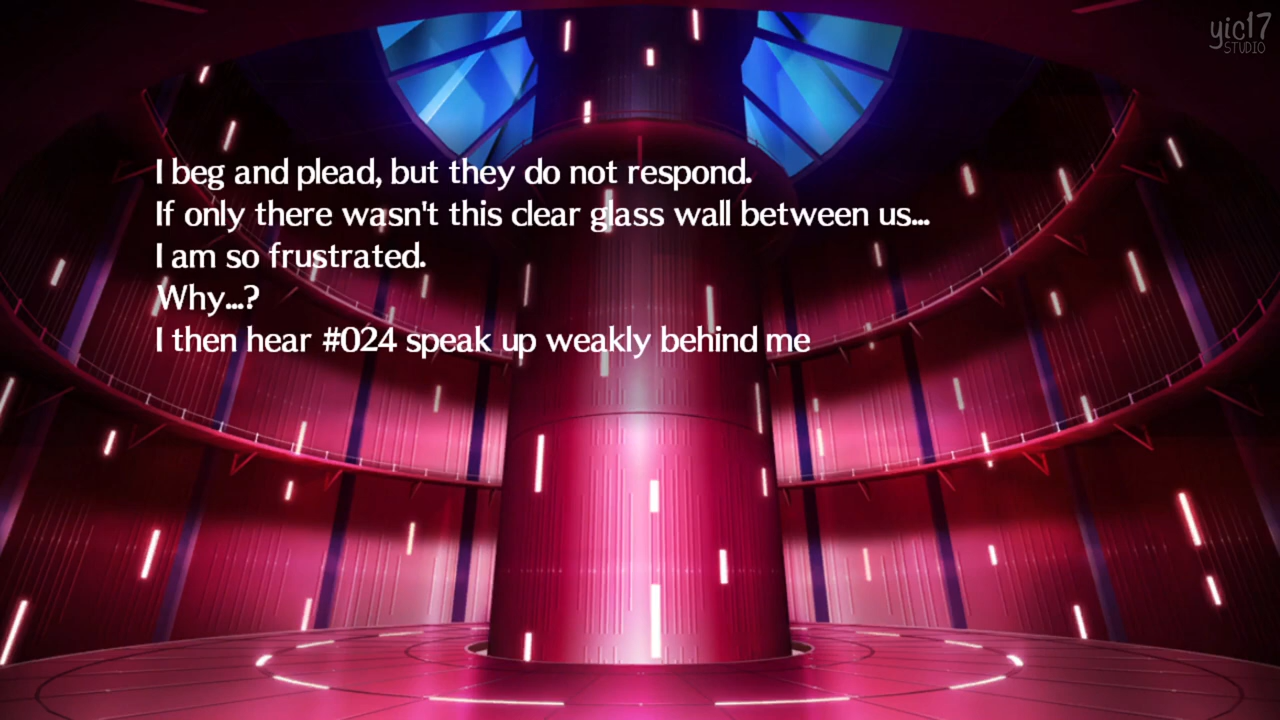 yic17
STUDIO
I beg and plead, but they do not respond.
If only there wasn't this clear glass wall between us...
I am so frustrated.
Why...?
I then hear #024 speak up weakly behind me